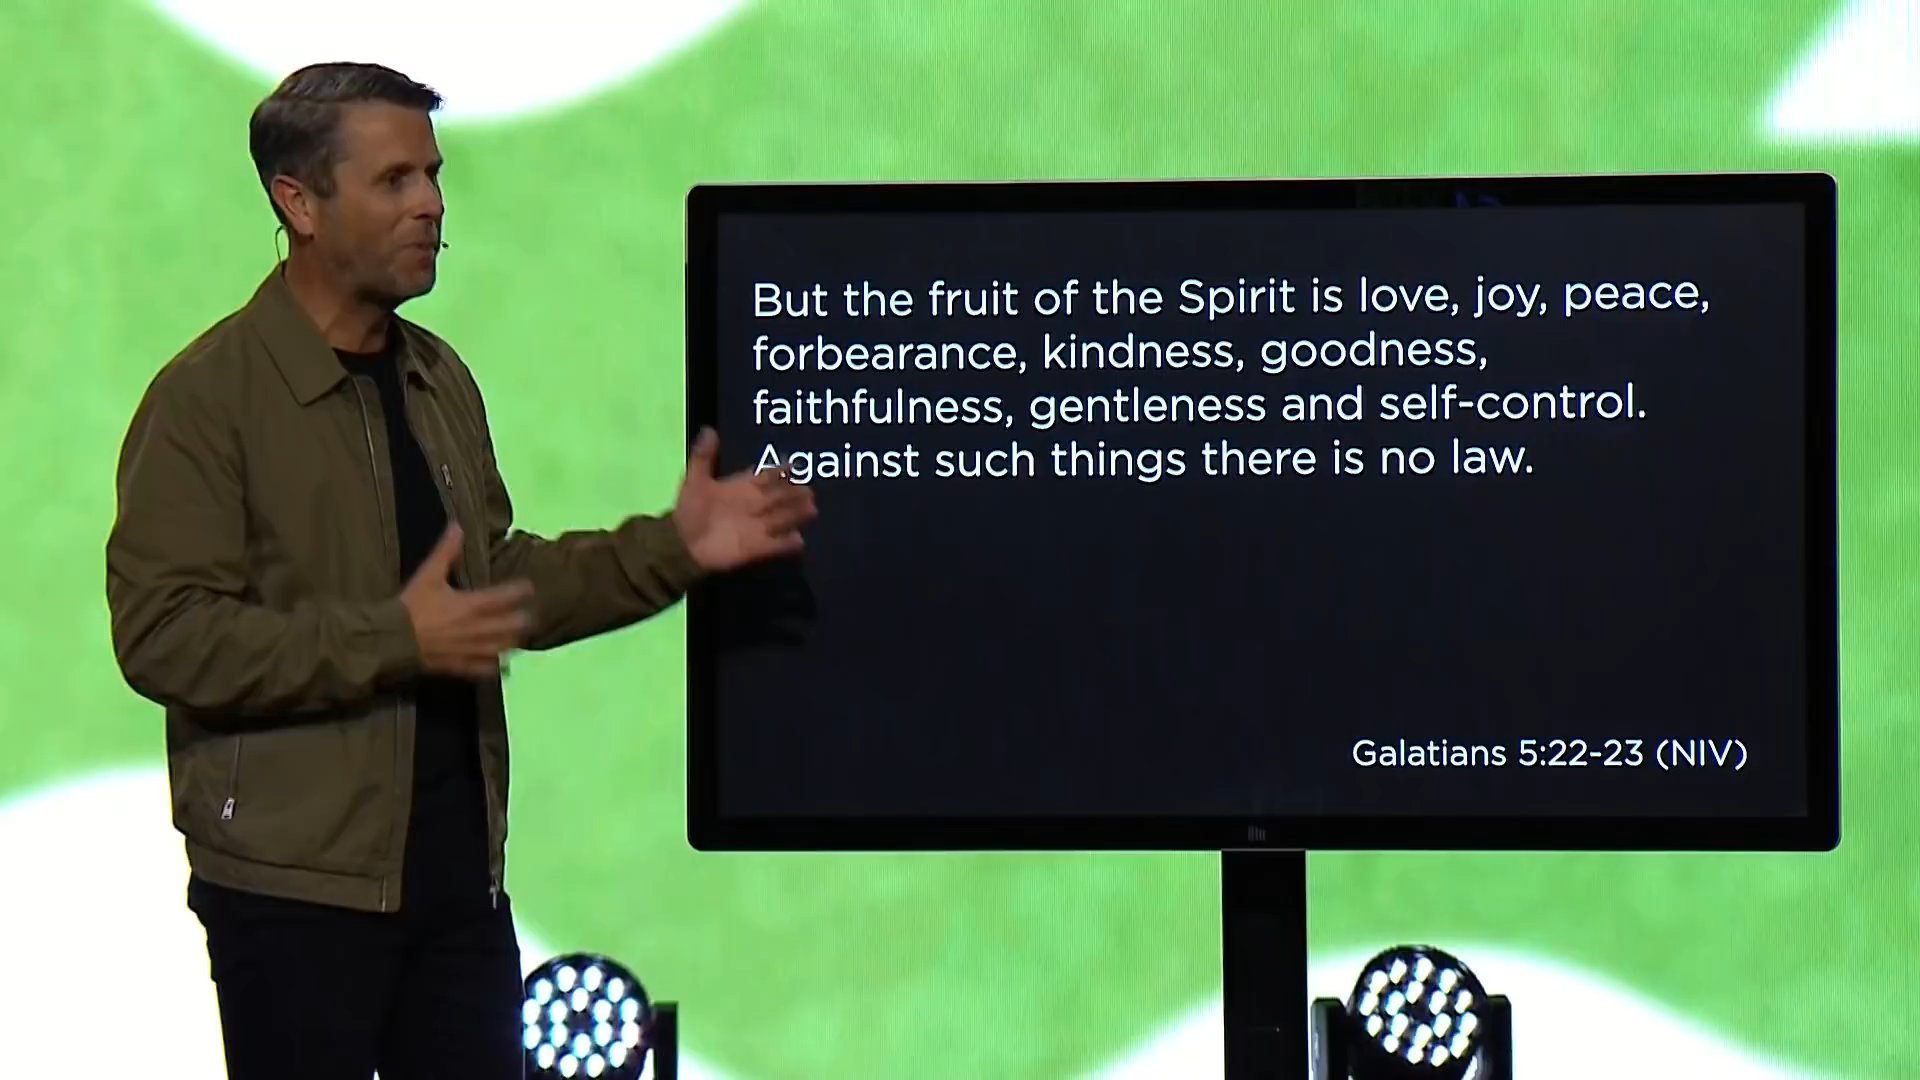 But the fruit of the Spirit is love, joy, peace,
forbearance, kindness, goodness,
faithfulness, gentleness and self-control.
Against such things there is no law.
Galatians 5:22-23 (NIV)
elo